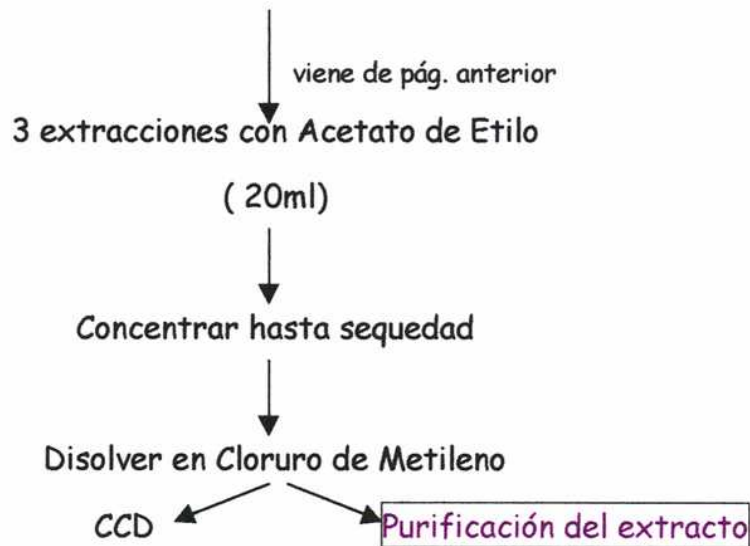 viene de pág. anterior
3 extracciones con Acetato de Etilo
( 20ml)
Concentrar hasta sequedad
Disolver en Cloruro de Metileno
CCD
Purificación del extracto